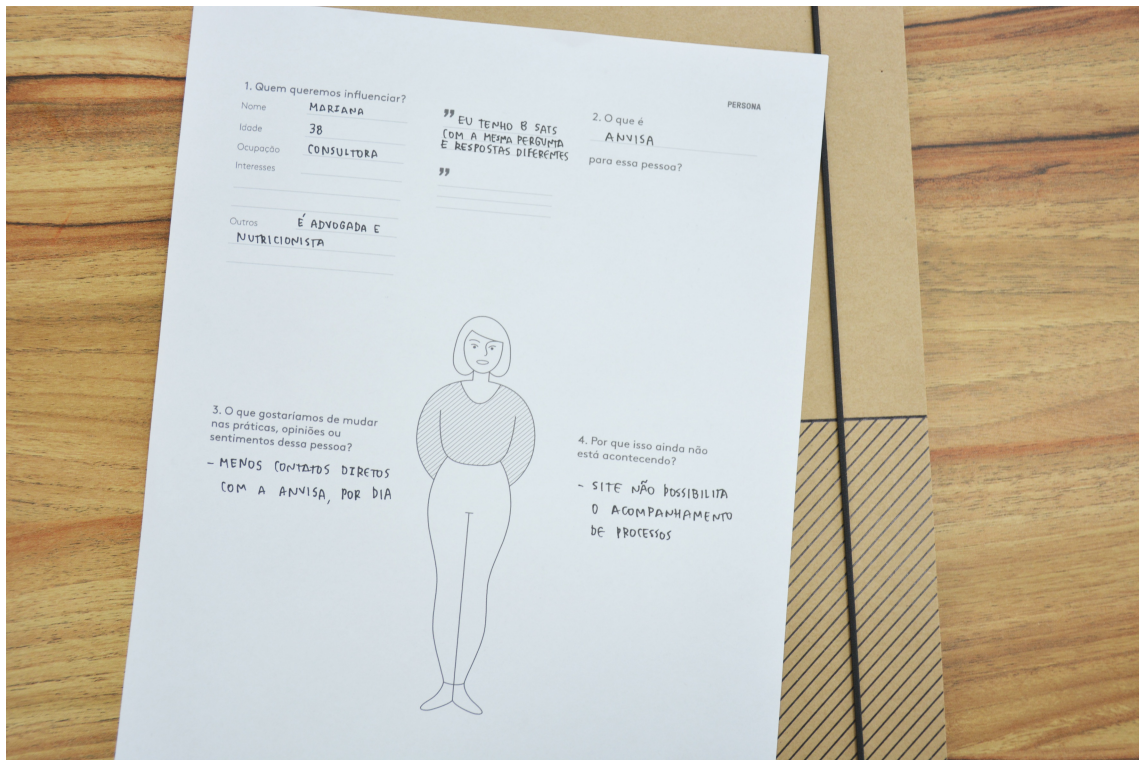 PERSONA
1. Quem queremos influenciar?
Nome MARIANA
Idade 38
Ocupação CONSULTORA
Interesses
Outros É ADVOGADA E
NUTRICIONISTA
" EU TENHO 8 SATS
COM A MESMA PERGUNTA
E RESPOSTAS DIFERENTES
"
2. O que é
ANVISA
para essa pessoa?
3. O que gostaríamos de mudar
nas práticas, opiniões ou
sentimentos dessa pessoa?
- MENOS CONTATOS DIRETOS
COM A ANVISA, POR DIA
4. Por que isso ainda não
está acontecendo?
- SITE NÃO POSSIBILITA
O ACOMPANHAMENTO
DE PROCESSOS